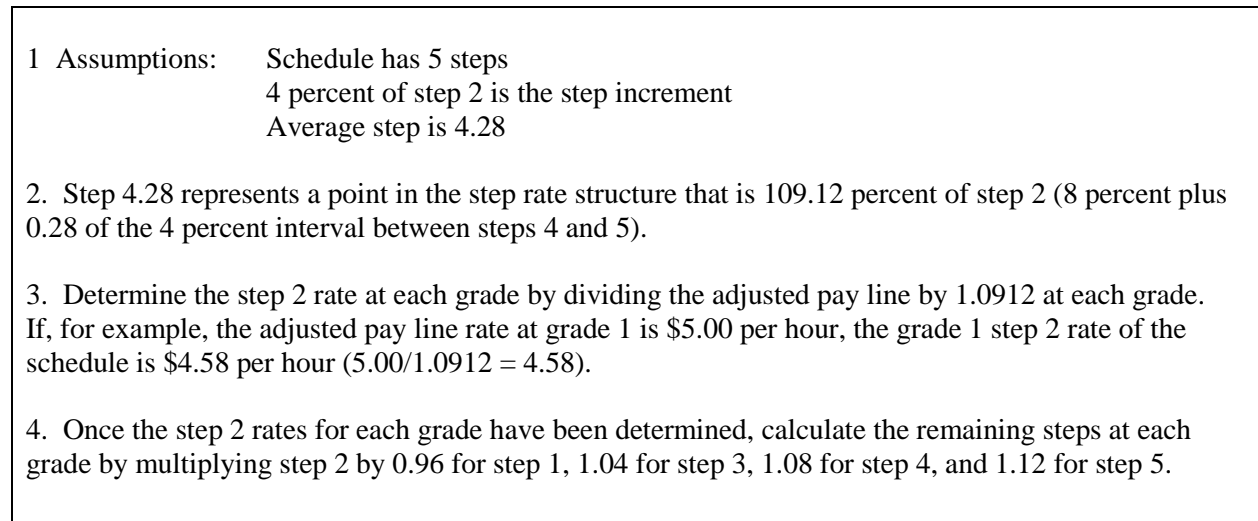 1 Assumptions: Schedule has 5 steps
4 percent of step 2 is the step increment
Average step is 4.28
2. Step 4.28 represents a point in the step rate structure that is 109.12 percent of step 2 (8 percent plus
0.28 of the 4 percent interval between steps 4 and 5).
3. Determine the step 2 rate at each grade by dividing the adjusted pay line by 1.0912 at each grade.
If, for example, the adjusted pay line rate at grade 1 is $5.00 per hour, the grade 1 step 2 rate of the
schedule is $4.58 per hour (5.00/1.0912 = 4.58).
4. Once the step 2 rates for each grade have been determined, calculate the remaining steps at each
grade by multiplying step 2 by 0.96 for step 1, 1.04 for step 3, 1.08 for step 4, and 1.12 for step 5.